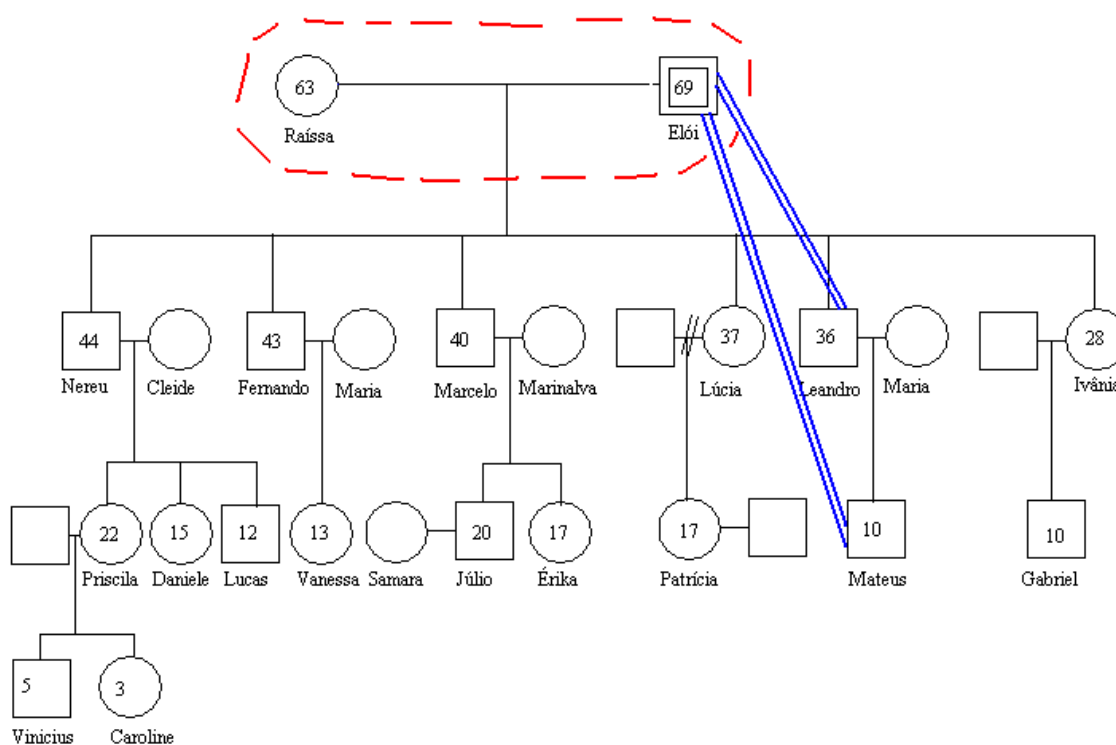 63
69
Raíssa
Elói
44
43
40
37
36
28
Nereu
Cleide
Fernando
Maria
Marcelo
Marinalva
Lúcia
Leandro
Maria
Ivânia
22
15
12
13
20
17
17
10
10
Priscila
Daniele
Lucas
Vanessa
Samara
Júlio
Érika
Patrícia
Mateus
Gabriel
5
3
Vinicius
Caroline